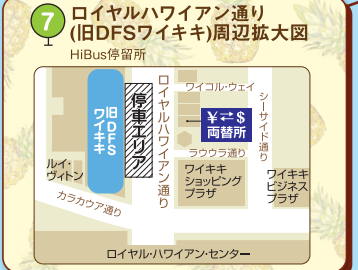 7
ロイヤルハワイアン通り
(旧DFSワイキキ)周辺拡大図
HiBus停留所
ワイコル・ウェイ
旧DFS
ワイキキ
停車エリア
ロイヤルハワイアン通り
¥⇄$
両替所
シーサイド通り
ラウウラ通り
ルイ・
ヴィトン
ワイキキ
ショッピング
プラザ
ワイキキ
ビジネス
プラザ
カラカウア通り
ロイヤル・ハワイアン・センター